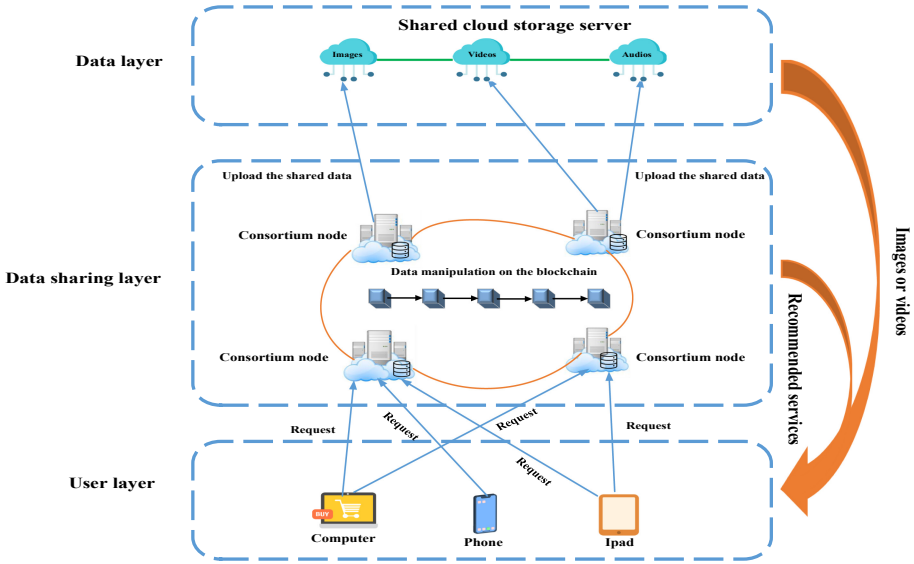 Shared cloud storage server
Data layer
Images
Videos
Audios
Upload the shared data
Upload the shared data
Consortium node
Consortium node
Data sharing layer
Data manipulation on the blockchain
Consortium node
Consortium node
Images or videos
Recommended services
Request
Request
Request
Request
Request
User layer
BUY
Computer
Phone
Ipad